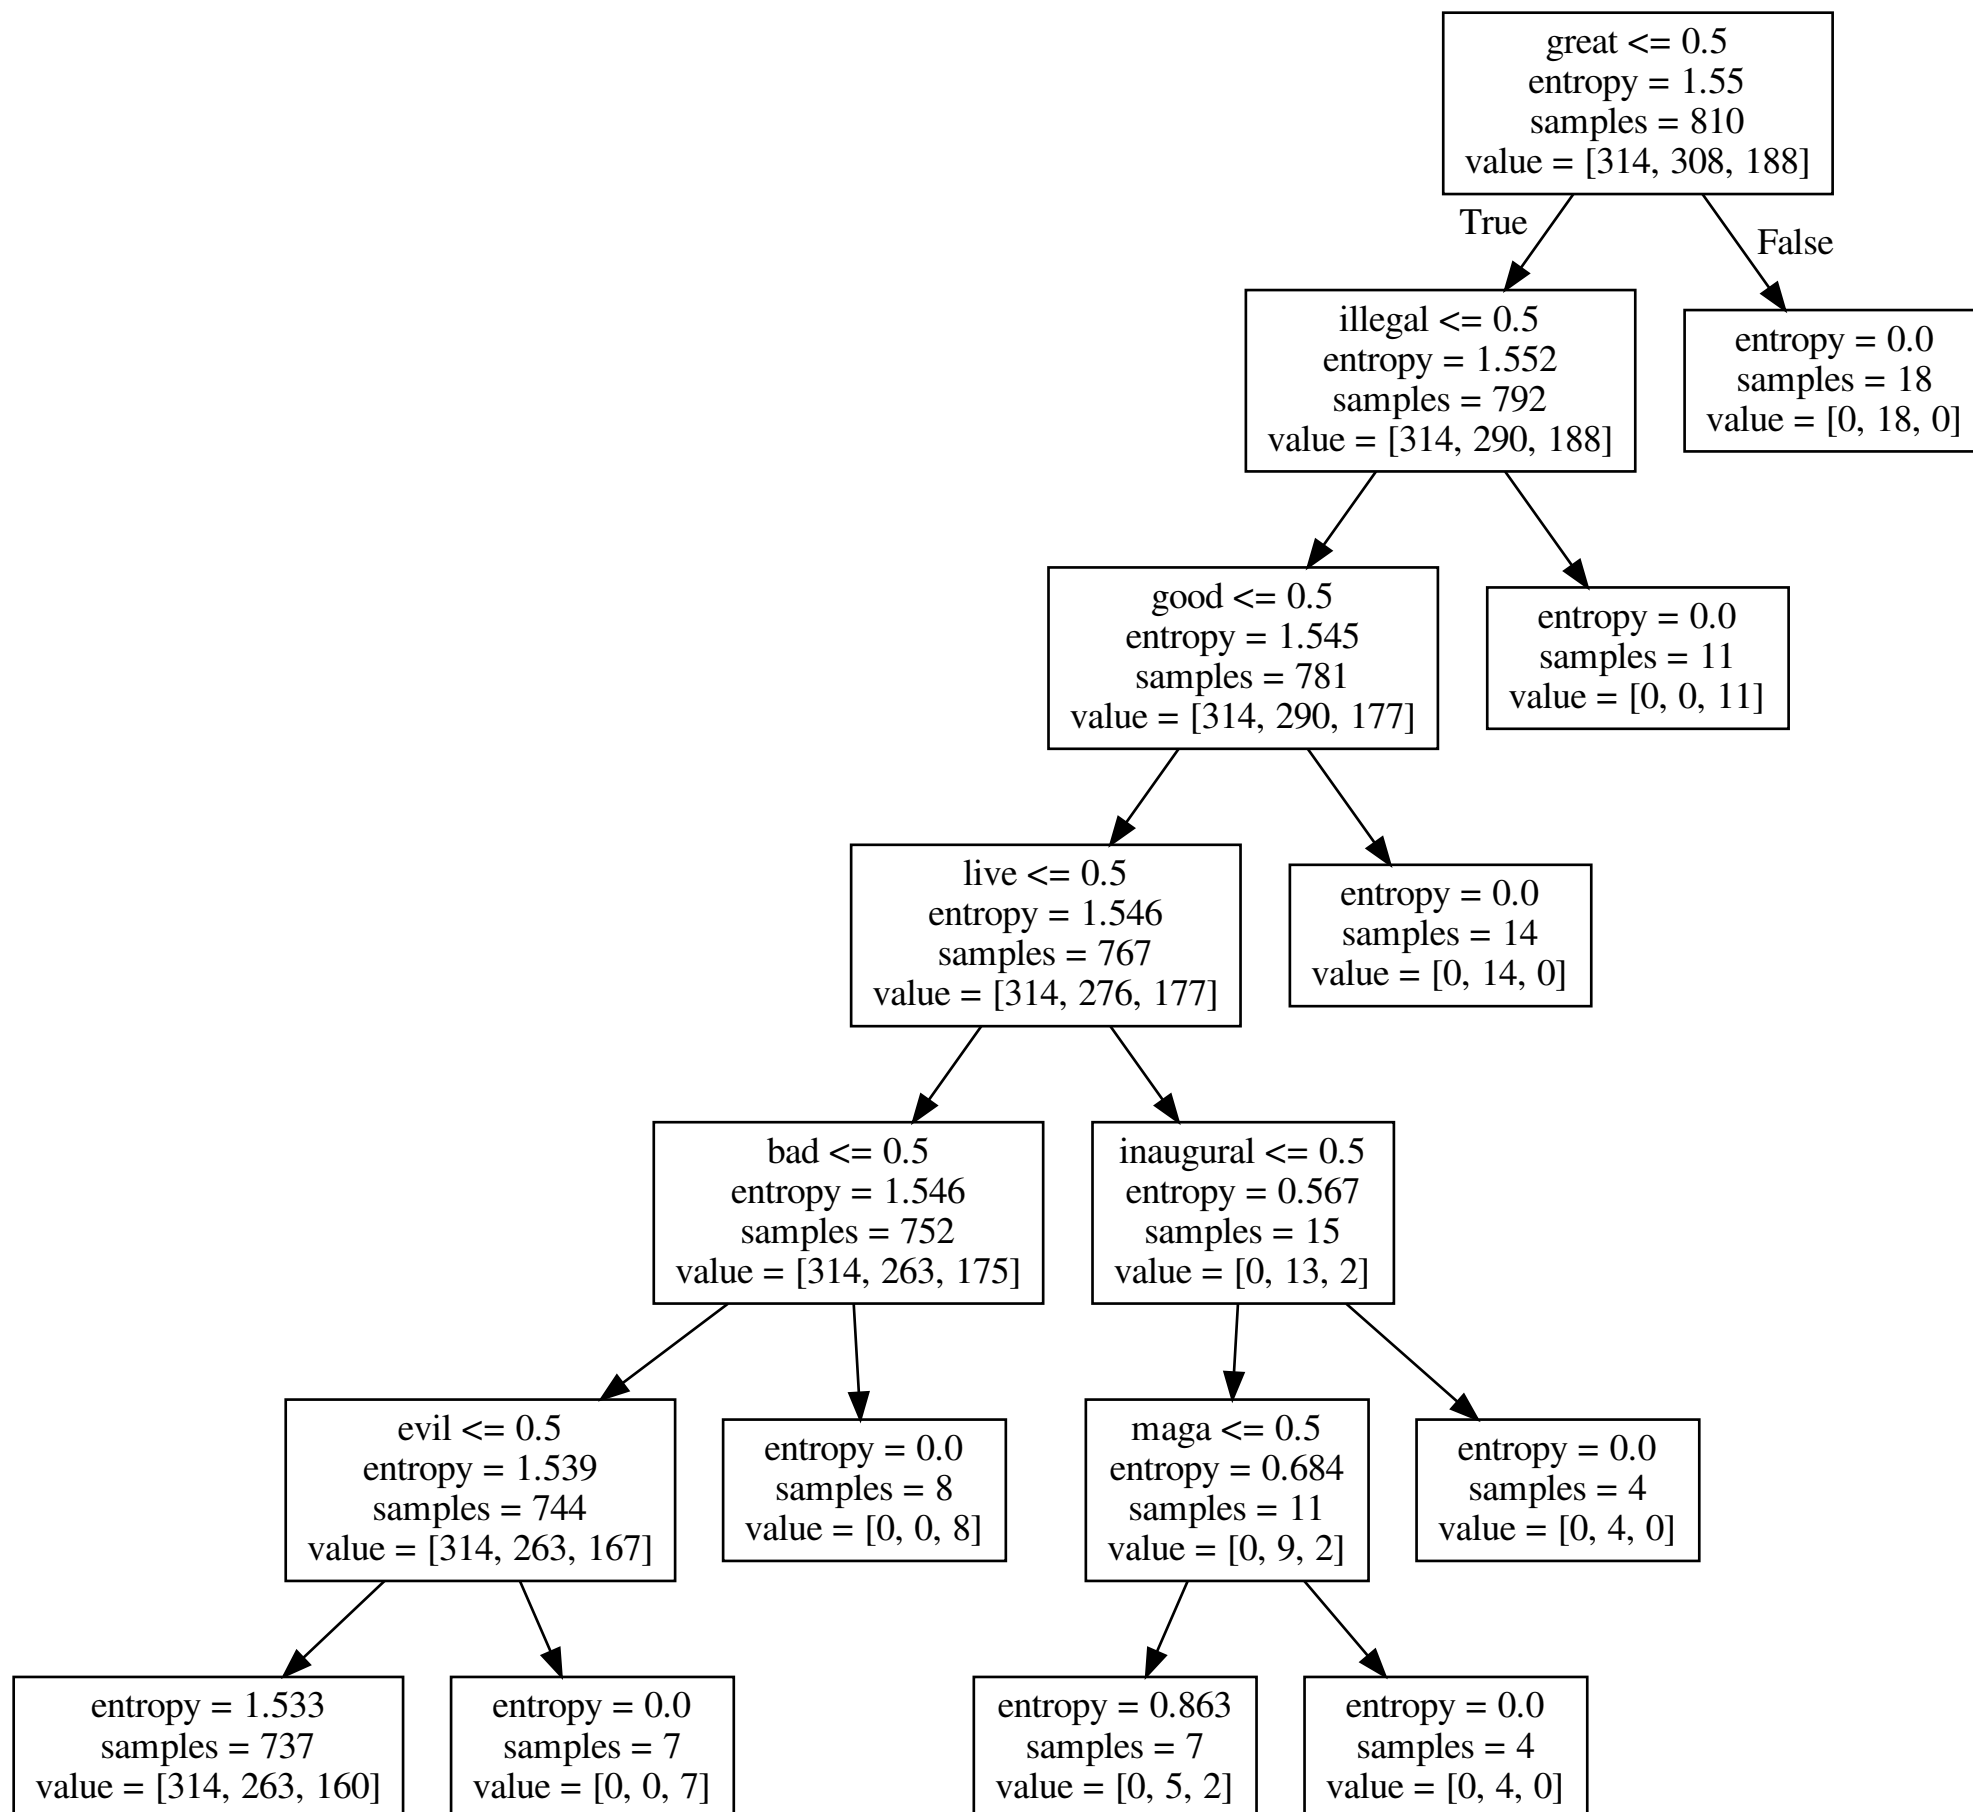 great <= 0.5
entropy = 1.55
samples = 810
value = [314, 308, 188]
True
False
illegal <= 0.5
entropy = 1.552
samples = 792
value = [314, 290, 188]
entropy = 0.0
samples = 18
value = [0, 18, 0]
good <= 0.5
entropy = 1.545
samples = 781
value = [314, 290, 177]
entropy = 0.0
samples = 11
value = [0, 0, 11]
live <= 0.5
entropy = 1.546
samples = 767
value = [314, 276, 177]
entropy = 0.0
samples = 14
value = [0, 14, 0]
bad <= 0.5
entropy = 1.546
samples = 752
value = [314, 263, 175]
inaugural <= 0.5
entropy = 0.567
samples = 15
value = [0, 13, 2]
evil <= 0.5
entropy = 1.539
samples = 744
value = [314, 263, 167]
entropy = 0.0
samples = 8
value = [0, 0, 8]
maga <= 0.5
entropy = 0.684
samples = 11
value = [0, 9, 2]
entropy = 0.0
samples = 4
value = [0, 4, 0]
entropy = 1.533
samples = 737
value = [314, 263, 160]
entropy = 0.0
samples = 7
value = [0, 0, 7]
entropy = 0.863
samples = 7
value = [0, 5, 2]
entropy = 0.0
samples = 4
value = [0, 4, 0]